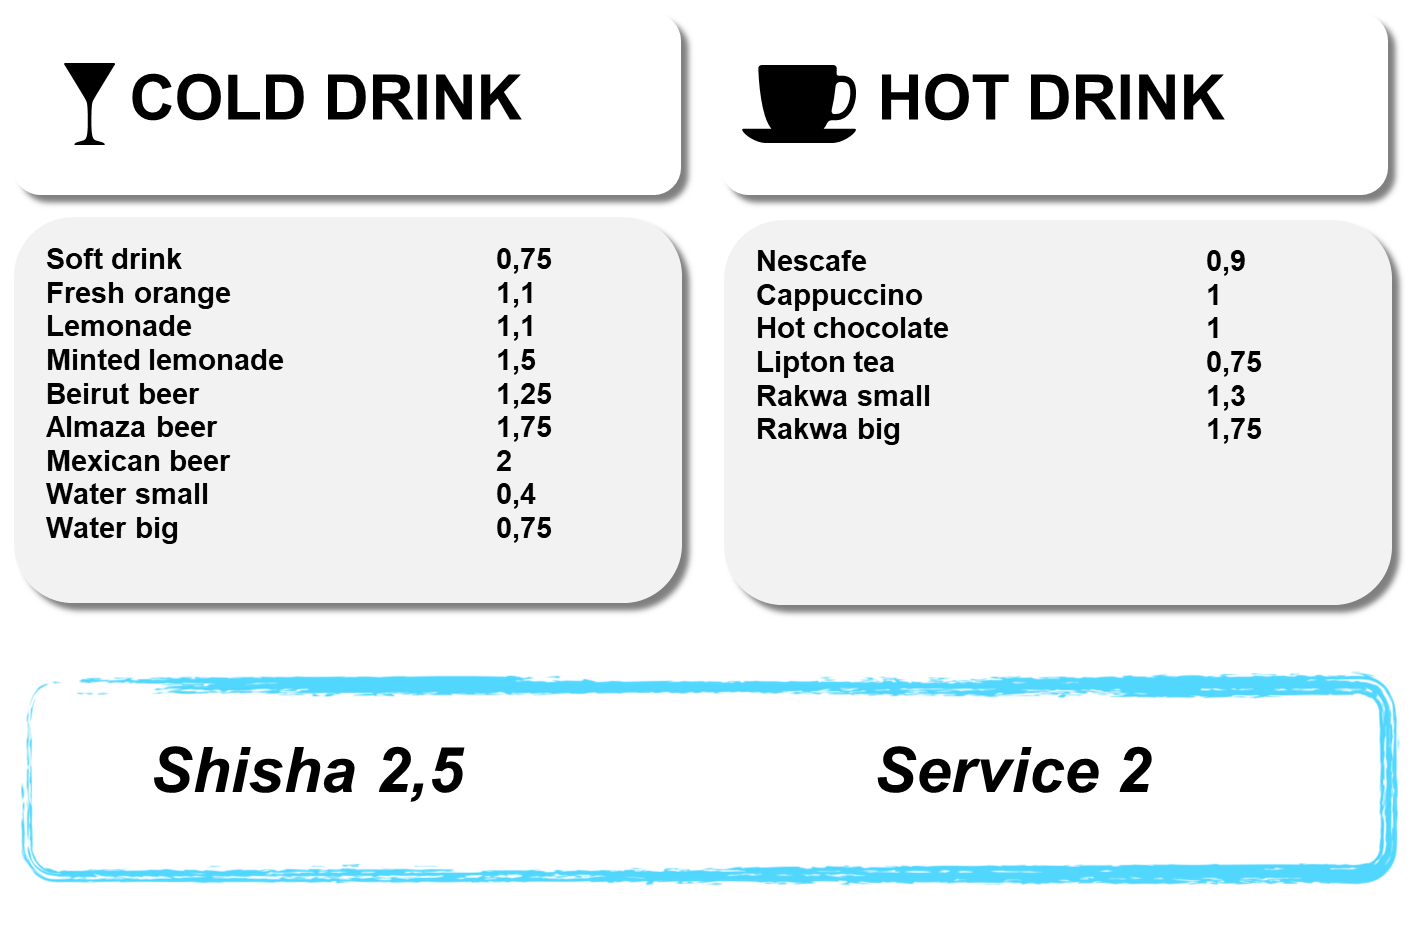 COLD DRINK
Soft drink 0,75
Fresh orange 1,1
Lemonade 1,1
Minted lemonade 1,5
Beirut beer 1,25
Almaza beer 1,75
Mexican beer 2
Water small 0,4
Water big 0,75
HOT DRINK
Nescafe 0,9
Cappuccino 1
Hot chocolate 1
Lipton tea 0,75
Rakwa small 1,3
Rakwa big 1,75
Shisha 2,5
Service 2